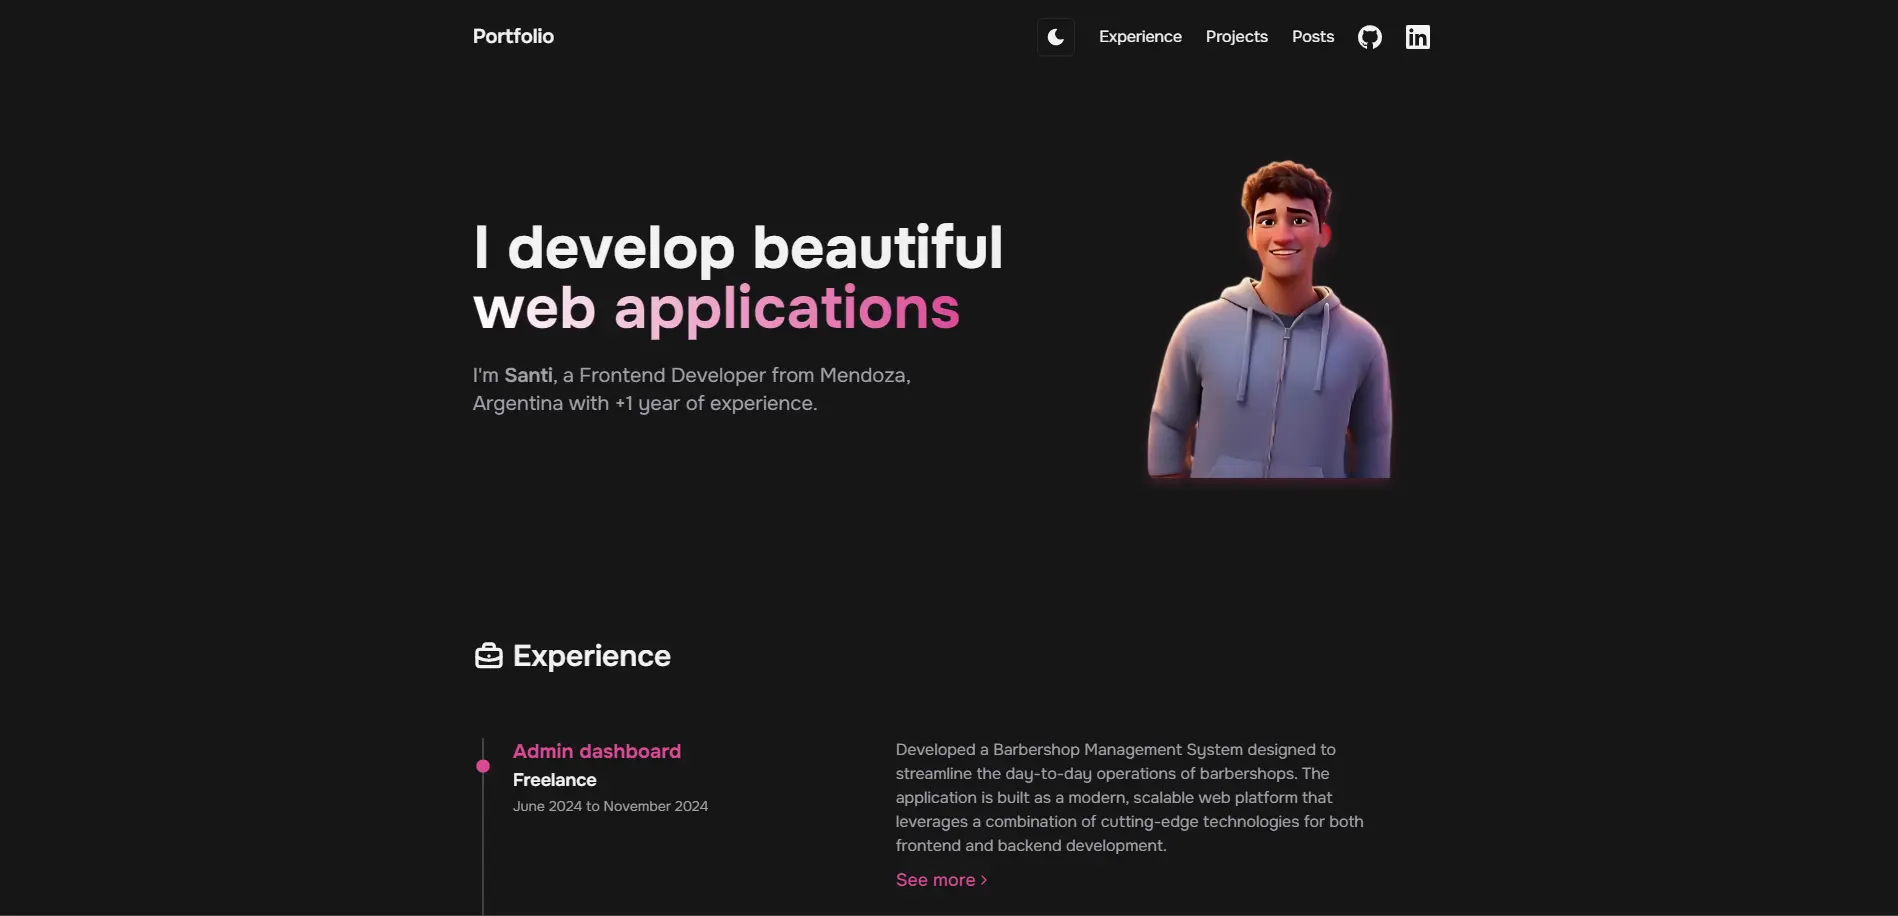 Portfolio
Experience
Projects
Posts
in
I develop beautiful
web applications
I'm Santi, a Frontend Developer from Mendoza,
Argentina with +1 year of experience.
Experience
Admin dashboard
Freelance
June 2024 to November 2024
Developed a Barbershop Management System designed to
streamline the day-to-day operations of barbershops. The
application is built as a modern, scalable web platform that
leverages a combination of cutting-edge technologies for both
frontend and backend development.
See more >